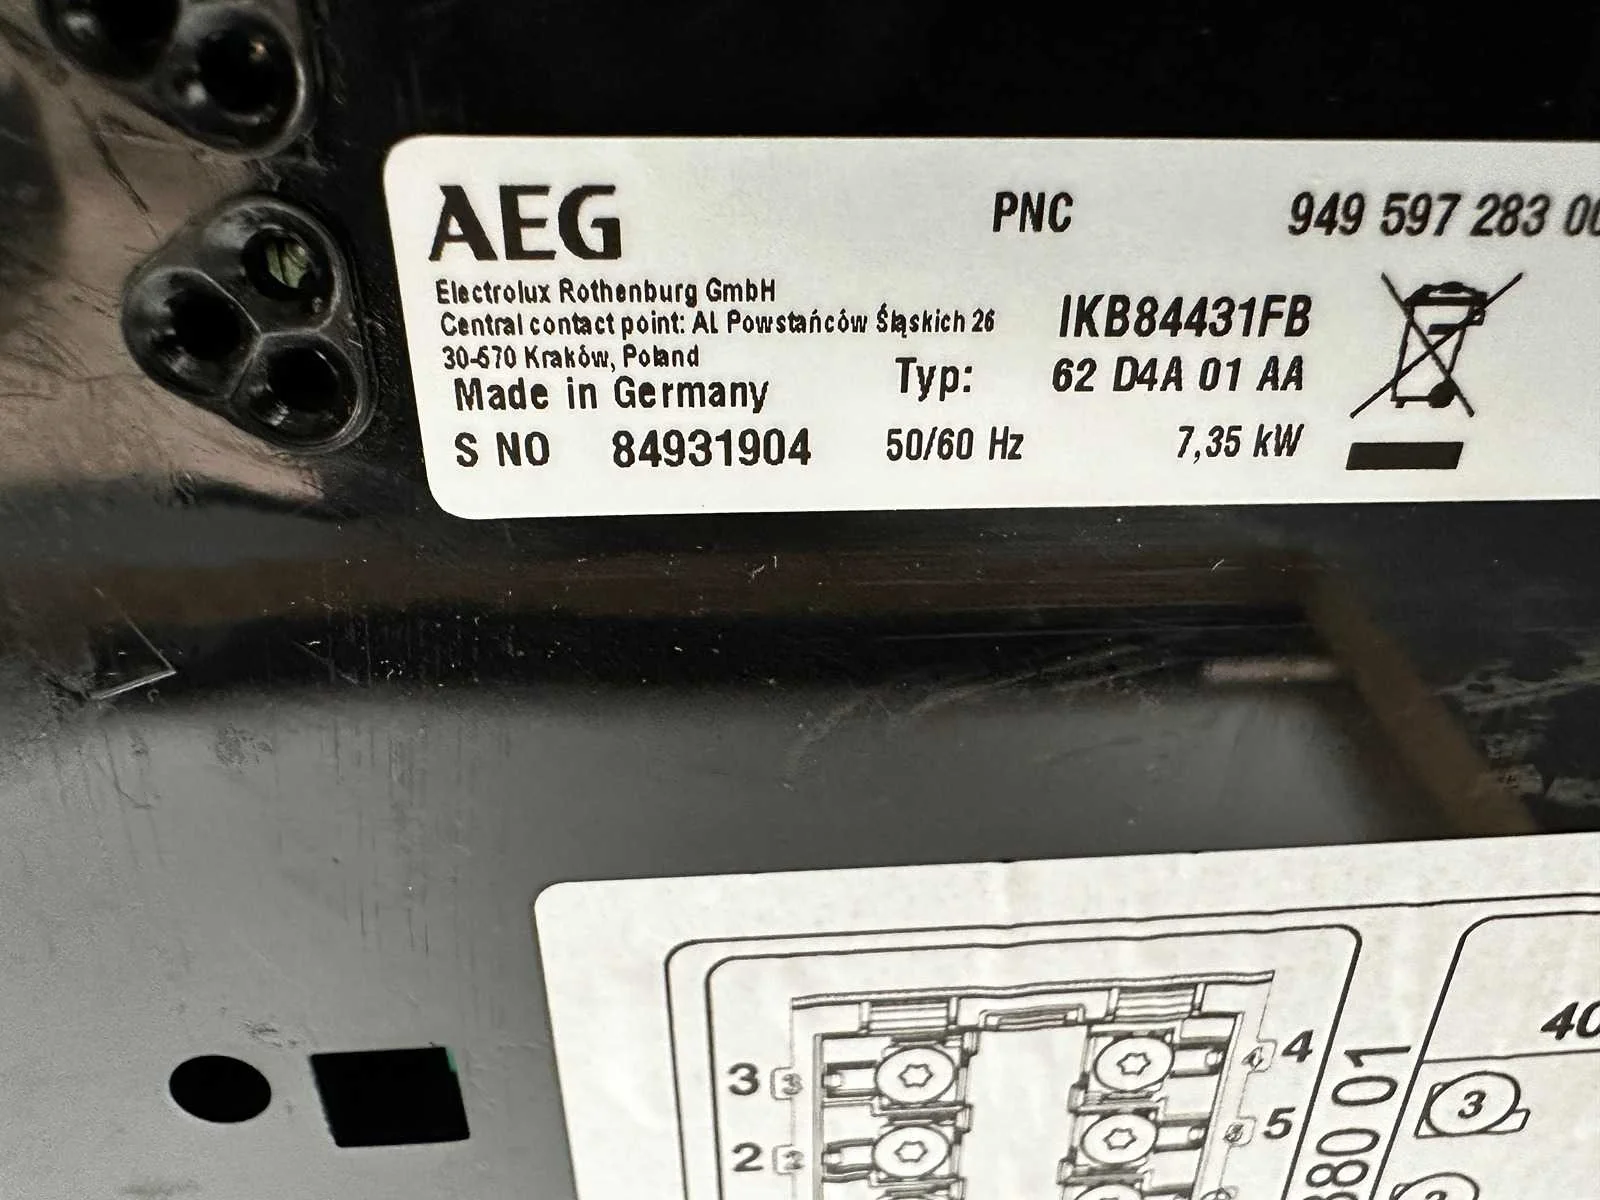 AEG PNC 949 597 283 00
Electrolux Rothenburg GmbH
Central contact point: Al. Powstańców Śląskich 26 IKB84431FB
30-570 Kraków, Poland
Made in Germany Typ: 62 D4A 01 AA
S NO 84931904 50/60 Hz 7,35 kW
3 3 4 4
2 2 5 5
80 01
40
3
2